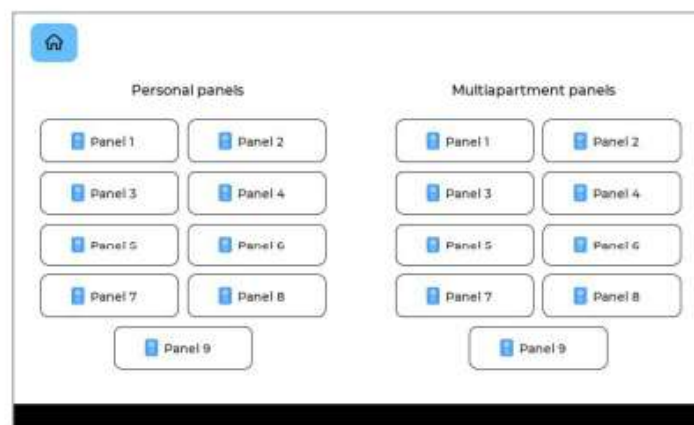 Personal panels Multiapartment panels
Panel 1 Panel 2 Panel 1 Panel 2
Panel 3 Panel 4 Panel 3 Panel 4
Panel 5 Panel 6 Panel 5 Panel 6
Panel 7 Panel 8 Panel 7 Panel 8
Panel 9 Panel 9